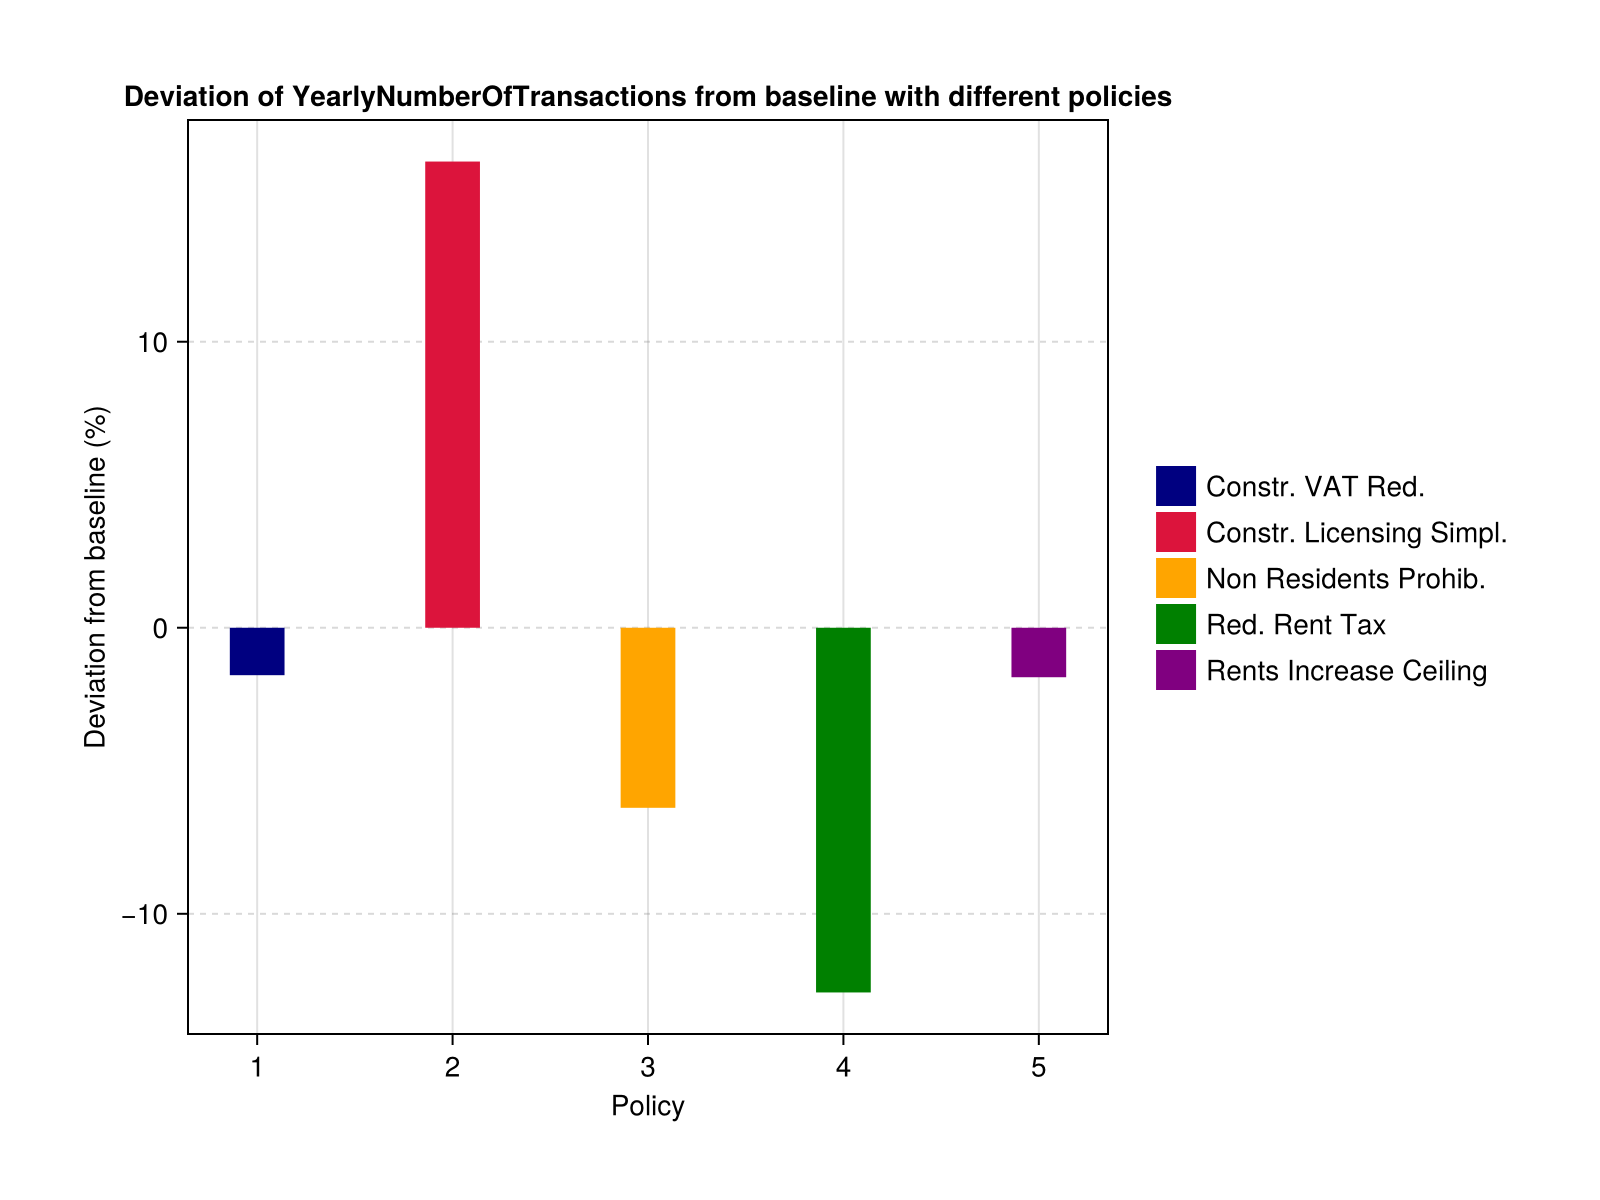 Deviation of YearlyNumberOfTransactions from baseline with different policies
Deviation from baseline (%)
10
0
−10
1 2 3 4 5
Policy
Constr. VAT Red.
Constr. Licensing Simpl.
Non Residents Prohib.
Red. Rent Tax
Rents Increase Ceiling